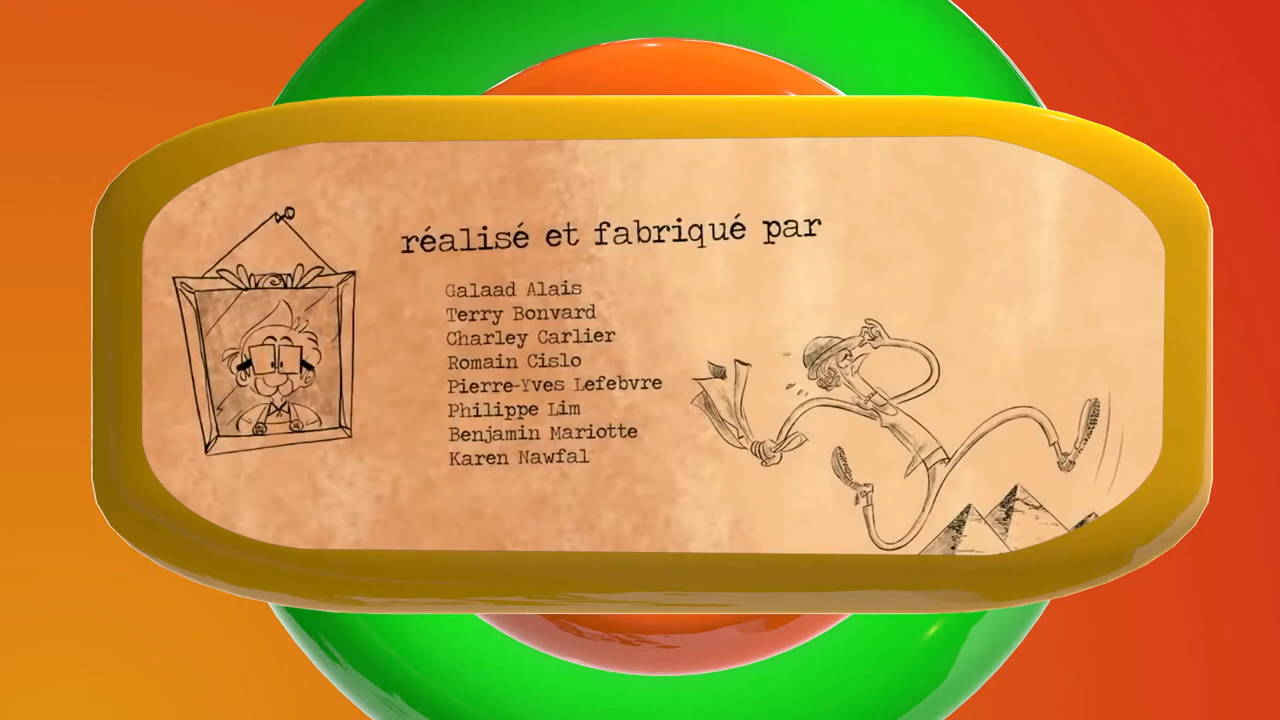 réalisé et fabriqué par
Galaad Alais
Terry Bonvard
Charley Carlier
Romain Cislo
Pierre-Yves Lefebvre
Philippe Lim
Benjamin Mariotte
Karen Nawfal